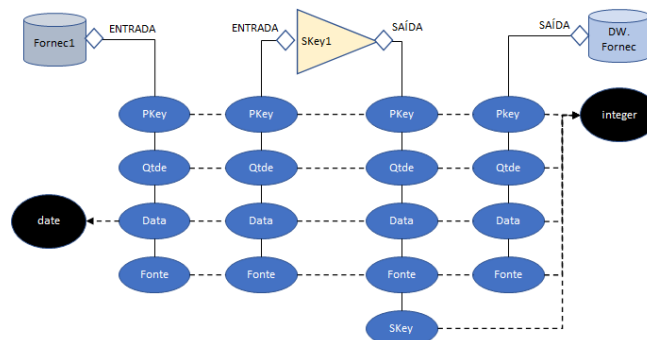 ENTRADA
ENTRADA
SAÍDA
SAÍDA
Fornec1
SKey1
DW.
Fornec
PKey
PKey
PKey
Pkey
integer
Qtde
Qtde
Qtde
Qtde
date
Data
Data
Data
Data
Fonte
Fonte
Fonte
Fonte
SKey